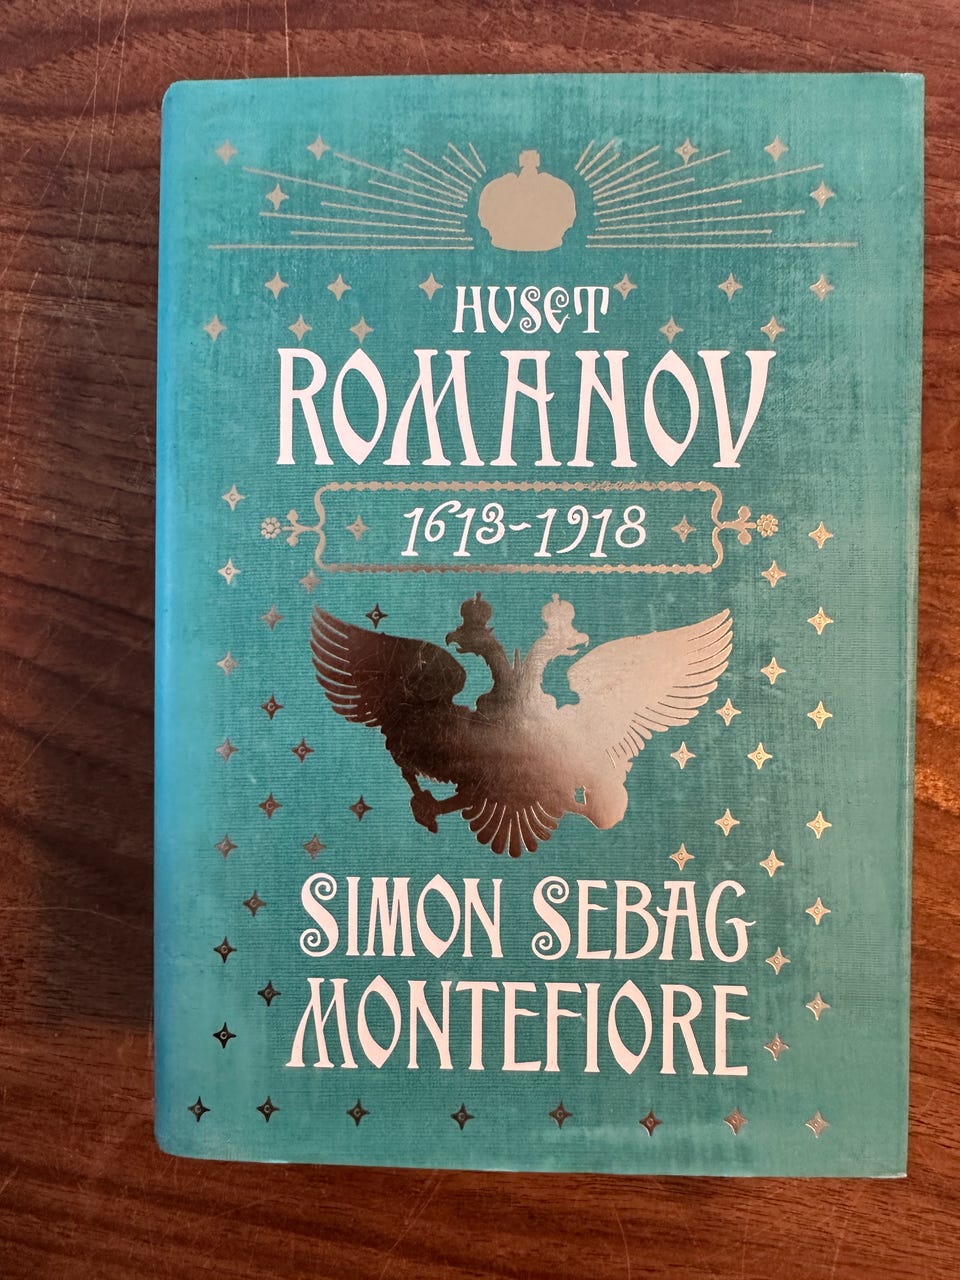 HUSET
ROMANOV
1613-1918
SIMON SEBAG
MONTEFIORE